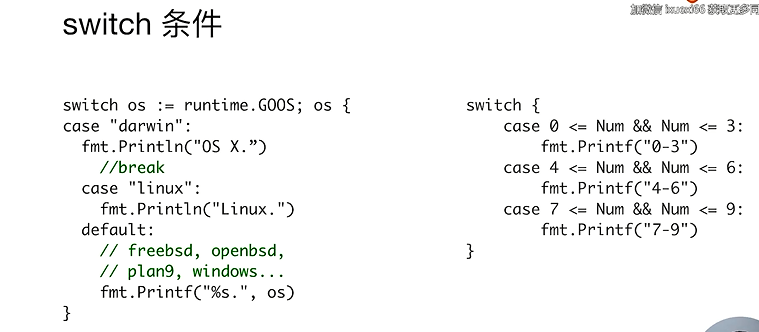 switch 条件
加微信 ixuexi66 获取更多
switch os := runtime.GOOS; os {
case "darwin":
fmt.Println("OS X.”)
//break
case "linux":
fmt.Println("Linux.")
default:
// freebsd, openbsd,
// plan9, windows...
fmt.Printf("%s.", os)
}
switch {
case 0 <= Num && Num <= 3:
fmt.Printf("0-3")
case 4 <= Num && Num <= 6:
fmt.Printf("4-6")
case 7 <= Num && Num <= 9:
fmt.Printf("7-9")
}